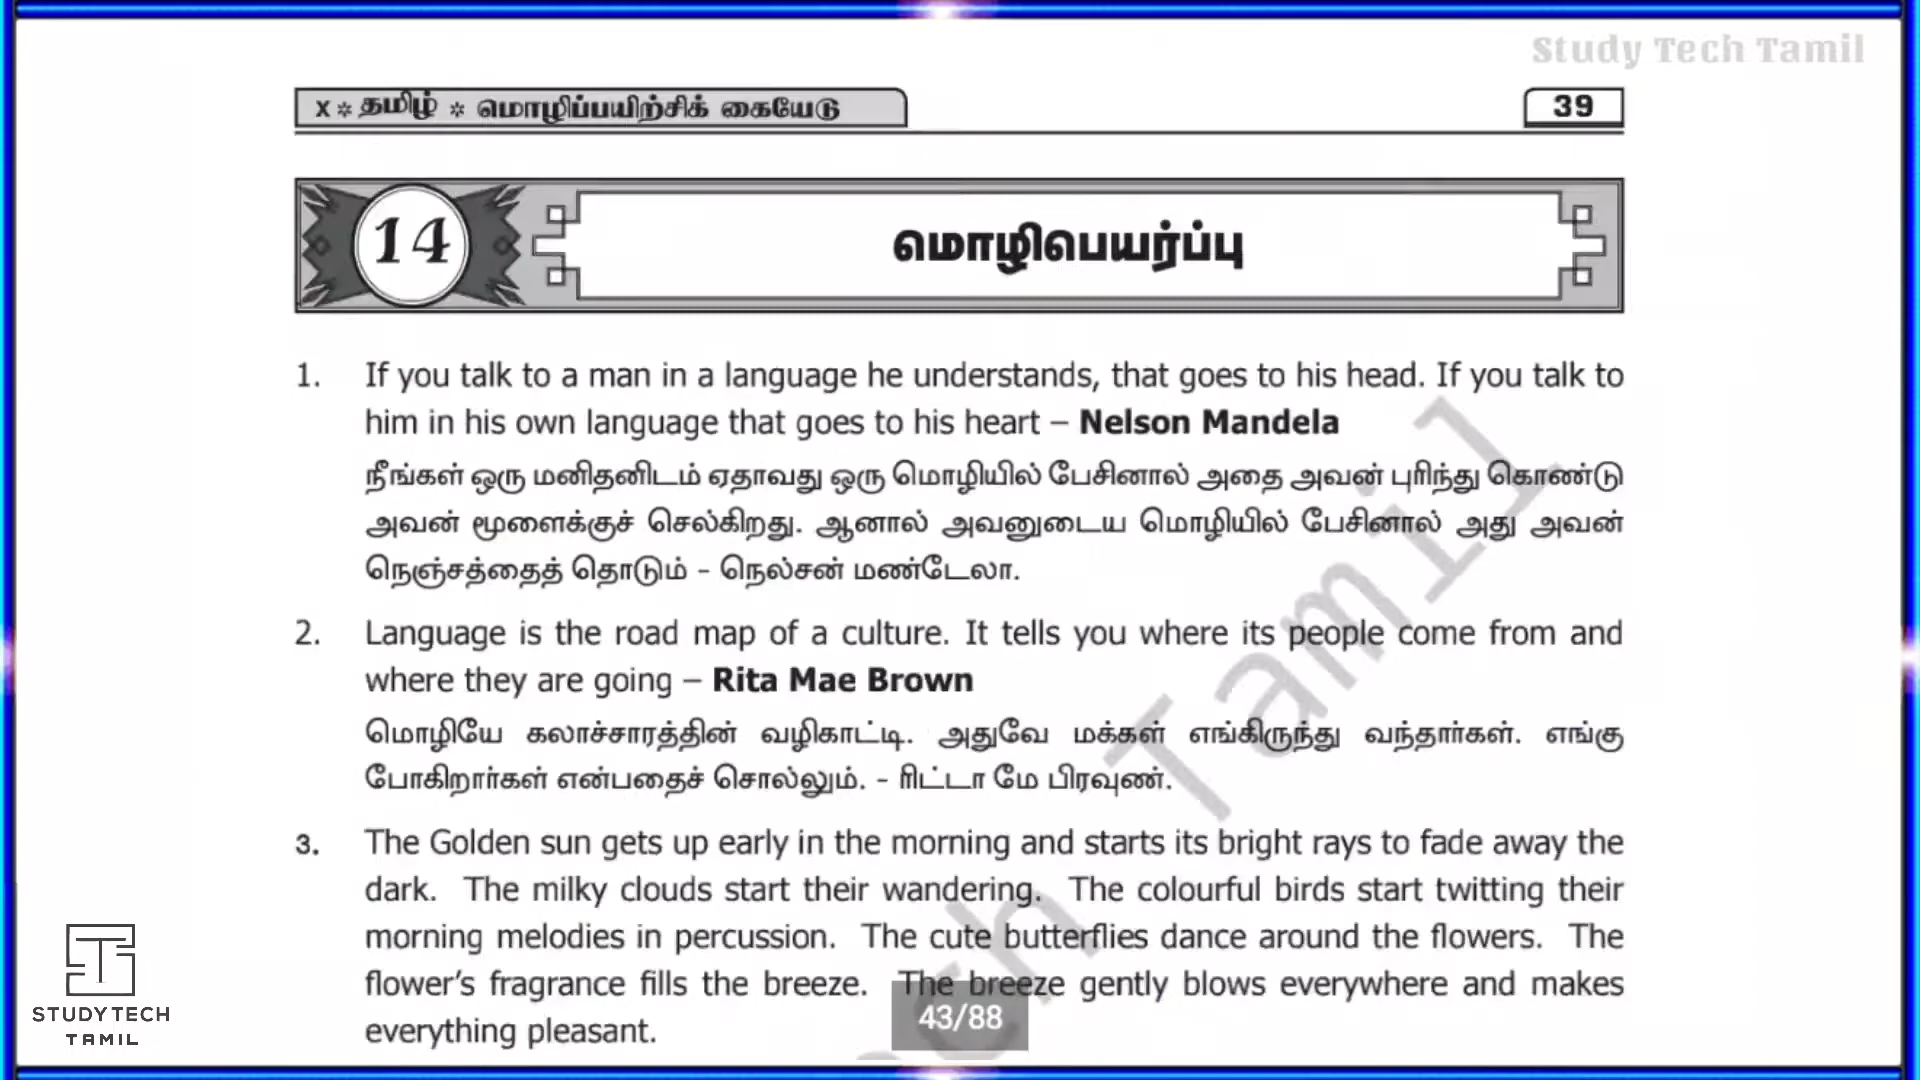 Study Tech Tamil
X ✲ தமிழ் ✲ மொழிப்பயிற்சிக் கையேடு
39
14
மொழிபெயர்ப்பு
1. If you talk to a man in a language he understands, that goes to his head. If you talk to
him in his own language that goes to his heart – Nelson Mandela
நீங்கள் ஒரு மனிதனிடம் ஏதாவது ஒரு மொழியில் பேசினால் அதை அவன் புரிந்து கொண்டு
அவன் மூளைக்குச் செல்கிறது. ஆனால் அவனுடைய மொழியில் பேசினால் அது அவன்
நெஞ்சத்தைத் தொடும் - நெல்சன் மண்டேலா.
2. Language is the road map of a culture. It tells you where its people come from and
where they are going – Rita Mae Brown
மொழியே கலாச்சாரத்தின் வழிகாட்டி. அதுவே மக்கள் எங்கிருந்து வந்தார்கள். எங்கு
போகிறார்கள் என்பதைச் சொல்லும். - ரிட்டா மே பிரவுண்.
3. The Golden sun gets up early in the morning and starts its bright rays to fade away the
dark. The milky clouds start their wandering. The colourful birds start twitting their
morning melodies in percussion. The cute butterflies dance around the flowers. The
flower's fragrance fills the breeze. The breeze gently blows everywhere and makes
everything pleasant.
43/88
STUDYTECH
TAMIL
ech Tamil